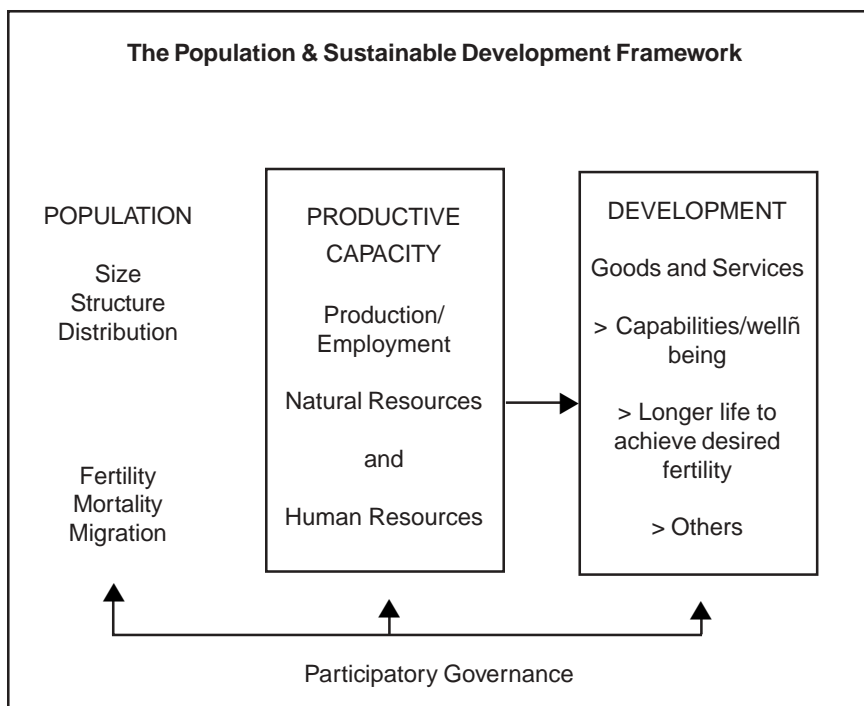 The Population & Sustainable Development Framework
POPULATION
Size
Structure
Distribution
Fertility
Mortality
Migration
PRODUCTIVE
CAPACITY
Production/
Employment
Natural Resources
and
Human Resources
DEVELOPMENT
Goods and Services
> Capabilities/wellñ
being
> Longer life to
achieve desired
fertility
> Others
Participatory Governance